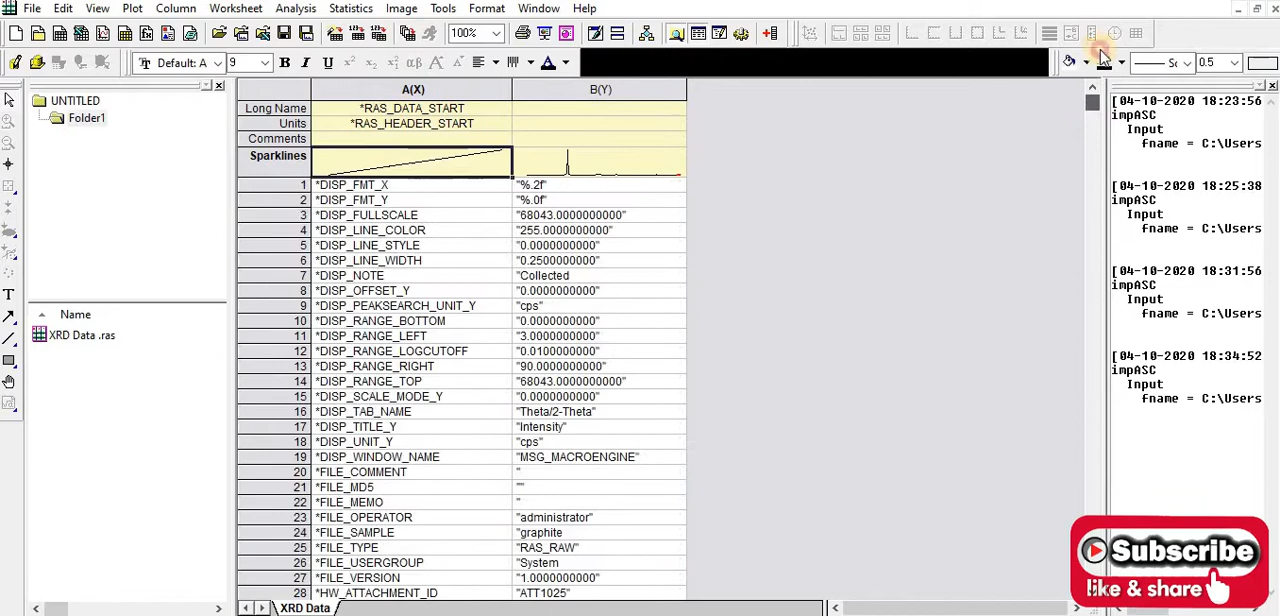 File Edit View Plot Column Worksheet Analysis Statistics Image Tools Format Window Help
100%
Default: A 9 B I U 0.5
A(X) B(Y)
Long Name *RAS_DATA_START
Units *RAS_HEADER_START
Comments
Sparklines
1 *DISP_FMT_X "%.2f"
2 *DISP_FMT_Y "%.0f"
3 *DISP_FULLSCALE "68043.0000000000"
4 *DISP_LINE_COLOR "255.0000000000"
5 *DISP_LINE_STYLE "0.0000000000"
6 *DISP_LINE_WIDTH "0.2500000000"
7 *DISP_NOTE "Collected
8 *DISP_OFFSET_Y "0.0000000000"
9 *DISP_PEAKSEARCH_UNIT_Y "cps"
10 *DISP_RANGE_BOTTOM "0.0000000000"
11 *DISP_RANGE_LEFT "3.0000000000"
12 *DISP_RANGE_LOGCUTOFF "0.0100000000"
13 *DISP_RANGE_RIGHT "90.0000000000"
14 *DISP_RANGE_TOP "68043.0000000000"
15 *DISP_SCALE_MODE_Y "0.0000000000"
16 *DISP_TAB_NAME "Theta/2-Theta"
17 *DISP_TITLE_Y "Intensity"
18 *DISP_UNIT_Y "cps"
19 *DISP_WINDOW_NAME "MSG_MACROENGINE"
20 *FILE_COMMENT "
21 *FILE_MD5 ""
22 *FILE_MEMO "
23 *FILE_OPERATOR "administrator"
24 *FILE_SAMPLE "graphite
25 *FILE_TYPE "RAS_RAW"
26 *FILE_USERGROUP "System
27 *FILE_VERSION "1.0000000000"
28 *HW_ATTACHMENT_ID "ATT1025"
XRD Data
UNTITLED
Folder1
Name
XRD Data .ras
[04-10-2020 18:23:56
impASC
Input
fname = C:\Users
[04-10-2020 18:25:38
impASC
Input
fname = C:\Users
[04-10-2020 18:31:56
impASC
Input
fname = C:\Users
[04-10-2020 18:34:52
impASC
Input
fname = C:\Users
Subscribe
like & share